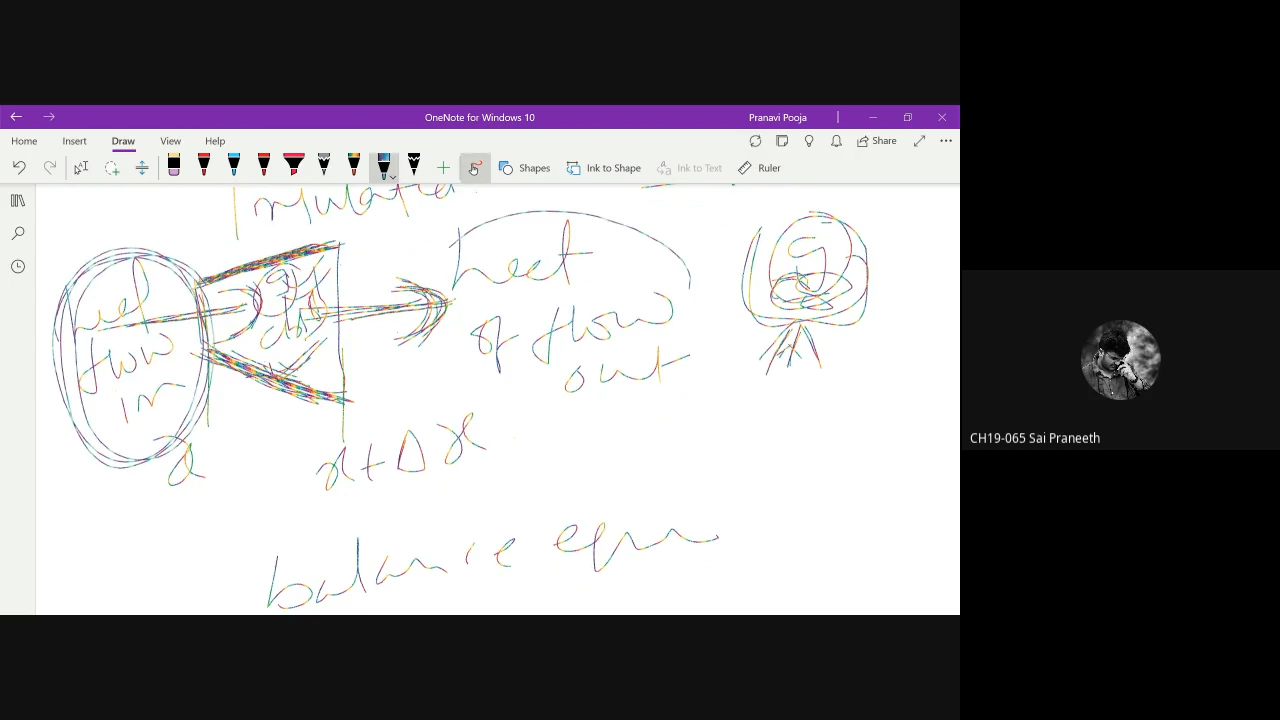 OneNote for Windows 10
Pranavi Pooja
Home Insert Draw View Help
Share
Shapes Ink to Shape Ink to Text Ruler
heat flow in
heat
of flow
out
x
x + Δx
balance eqn
CH19-065 Sai Praneeth